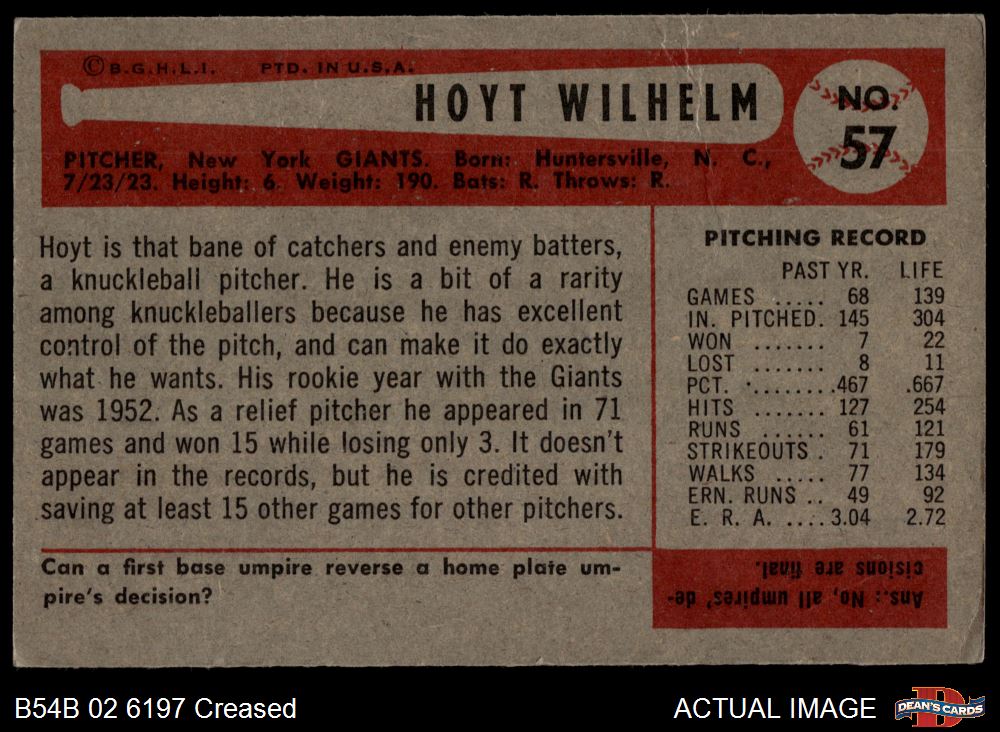 © B.G.H.L.I. PTD. IN U.S.A.
HOYT WILHELM
NO.
57
PITCHER, New York GIANTS. Born: Huntersville, N. C.,
7/23/23. Height: 6. Weight: 190. Bats: R. Throws: R.
Hoyt is that bane of catchers and enemy batters,
a knuckleball pitcher. He is a bit of a rarity
among knuckleballers because he has excellent
control of the pitch, and can make it do exactly
what he wants. His rookie year with the Giants
was 1952. As a relief pitcher he appeared in 71
games and won 15 while losing only 3. It doesn't
appear in the records, but he is credited with
saving at least 15 other games for other pitchers.
PITCHING RECORD
PAST YR. LIFE
GAMES ..... 68 139
IN. PITCHED. 145 304
WON ....... 7 22
LOST ....... 8 11
PCT. ........ .467 .667
HITS ....... 127 254
RUNS ...... 61 121
STRIKEOUTS . 71 179
WALKS ..... 77 134
ERN. RUNS .. 49 92
E. R. A. .... 3.04 2.72
Can a first base umpire reverse a home plate um-
pire's decision?
Ans.: No, all umpires' de-
cisions are final.
B54B 02 6197 Creased
ACTUAL IMAGE
DEAN'S CARDS